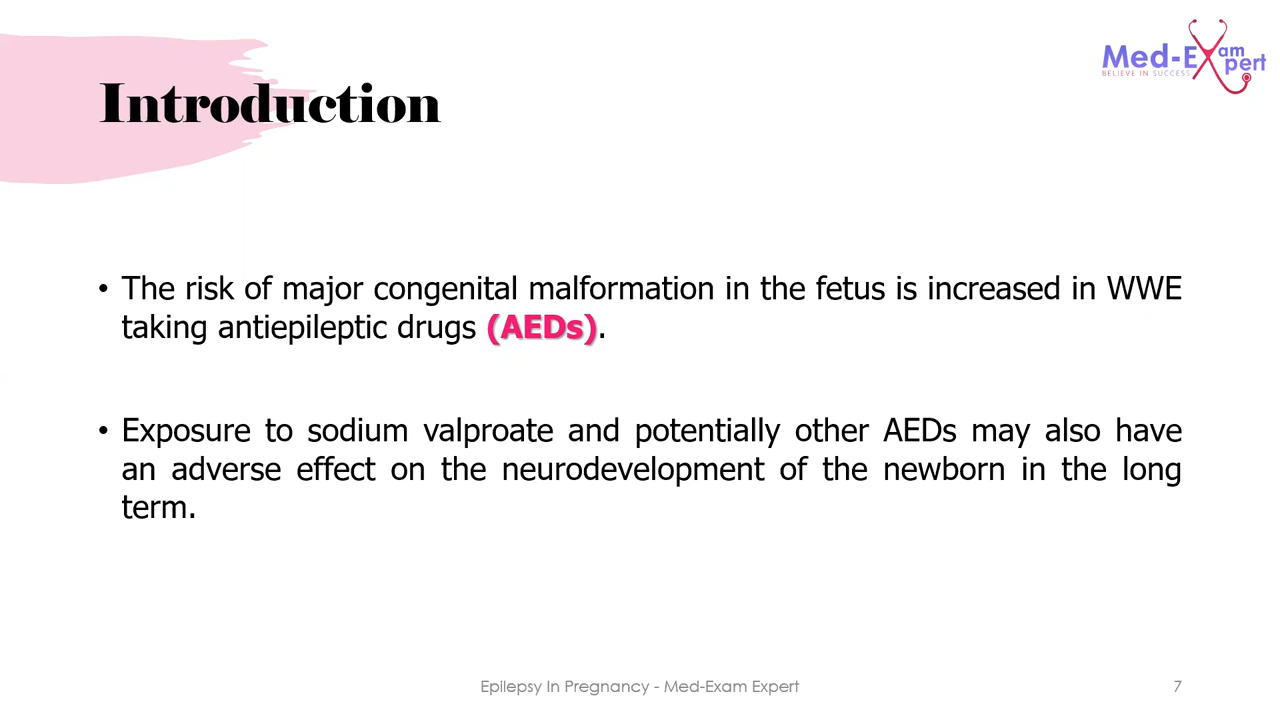 Med-Exam
Expert
BELIEVE IN SUCCESS
Introduction
• The risk of major congenital malformation in the fetus is increased in WWE
taking antiepileptic drugs (AEDs).
• Exposure to sodium valproate and potentially other AEDs may also have
an adverse effect on the neurodevelopment of the newborn in the long
term.
Epilepsy In Pregnancy - Med-Exam Expert
7